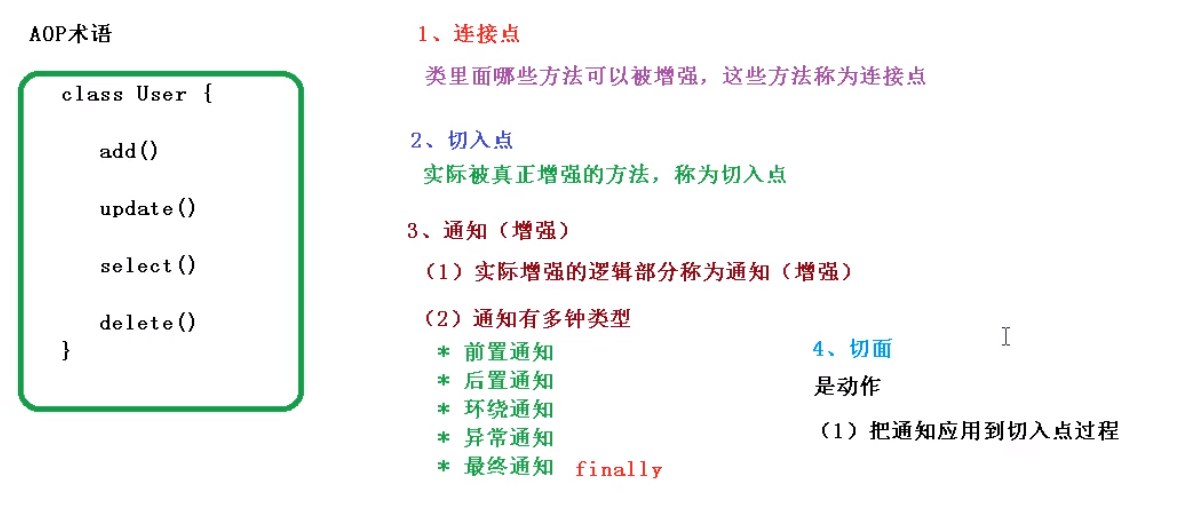 AOP术语
class User {
add()
update()
select()
delete()
}
1、连接点
类里面哪些方法可以被增强，这些方法称为连接点
2、切入点
实际被真正增强的方法，称为切入点
3、通知（增强）
（1）实际增强的逻辑部分称为通知（增强）
（2）通知有多钟类型
* 前置通知
* 后置通知
* 环绕通知
* 异常通知
* 最终通知 finally
4、切面
是动作
（1）把通知应用到切入点过程